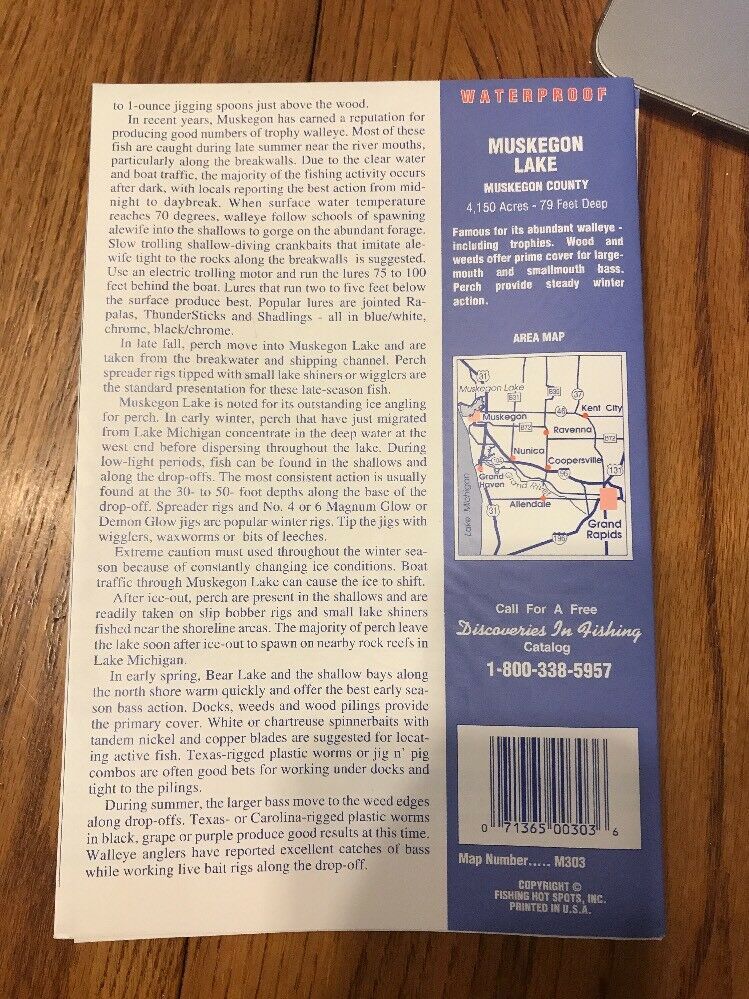 to 1-ounce jigging spoons just above the wood.
In recent years, Muskegon has earned a reputation for
producing good numbers of trophy walleye. Most of these
fish are caught during late summer near the river mouths,
particularly along the breakwalls. Due to the clear water
and boat traffic, the majority of the fishing activity occurs
after dark, with locals reporting the best action from mid-
night to daybreak. When surface water temperature
reaches 70 degrees, walleye follow schools of spawning
alewife into the shallows to gorge on the abundant forage.
Slow trolling shallow-diving crankbaits that imitate ale-
wife tight to the rocks along the breakwalls is suggested.
Use an electric trolling motor and run the lures 75 to 100
feet behind the boat. Lures that run two to five feet below
the surface produce best. Popular lures are jointed Ra-
palas, ThunderSticks and Shadlings - all in blue/white,
chrome, black/chrome.
In late fall, perch move into Muskegon Lake and are
taken from the breakwater and shipping channel. Perch
spreader rigs tipped with small lake shiners or wigglers are
the standard presentation for these late-season fish.
Muskegon Lake is noted for its outstanding ice angling
for perch. In early winter, perch that have just migrated
from Lake Michigan concentrate in the deep water at the
west end before dispersing throughout the lake. During
low-light periods, fish can be found in the shallows and
along the drop-offs. The most consistent action is usually
found at the 30- to 50- foot depths along the base of the
drop-off. Spreader rigs and No. 4 or 6 Magnum Glow or
Demon Glow jigs are popular winter rigs. Tip the jigs with
wigglers, waxworms or bits of leeches.
Extreme caution must used throughout the winter sea-
son because of constantly changing ice conditions. Boat
traffic through Muskegon Lake can cause the ice to shift.
After ice-out, perch are present in the shallows and are
readily taken on slip bobber rigs and small lake shiners
fished near the shoreline areas. The majority of perch leave
the lake soon after ice-out to spawn on nearby rock reefs in
Lake Michigan.
In early spring, Bear Lake and the shallow bays along
the north shore warm quickly and offer the best early sea-
son bass action. Docks, weeds and wood pilings provide
the primary cover. White or chartreuse spinnerbaits with
tandem nickel and copper blades are suggested for locat-
ing active fish. Texas-rigged plastic worms or jig n' pig
combos are often good bets for working under docks and
tight to the pilings.
During summer, the larger bass move to the weed edges
along drop-offs. Texas- or Carolina-rigged plastic worms
in black, grape or purple produce good results at this time.
Walleye anglers have reported excellent catches of bass
while working live bait rigs along the drop-off.
WATERPROOF
MUSKEGON
LAKE
MUSKEGON COUNTY
4,150 Acres - 79 Feet Deep
Famous for its abundant walleye -
including trophies. Wood and
weeds offer prime cover for large-
mouth and smallmouth bass.
Perch provide steady winter
action.
AREA MAP
31
Muskegon Lake
B31
B35
37
Muskegon
46
Kent City
B72
Ravenna
B72
Nunica
Coopersville
Grand
Haven
Grand River
96
131
Allendale
31
Lake Michigan
Grand
Rapids
196
Call For A Free
Discoveries In Fishing
Catalog
1-800-338-5957
0 71365 00303 6
Map Number..... M303
COPYRIGHT ©
FISHING HOT SPOTS, INC.
PRINTED IN U.S.A.